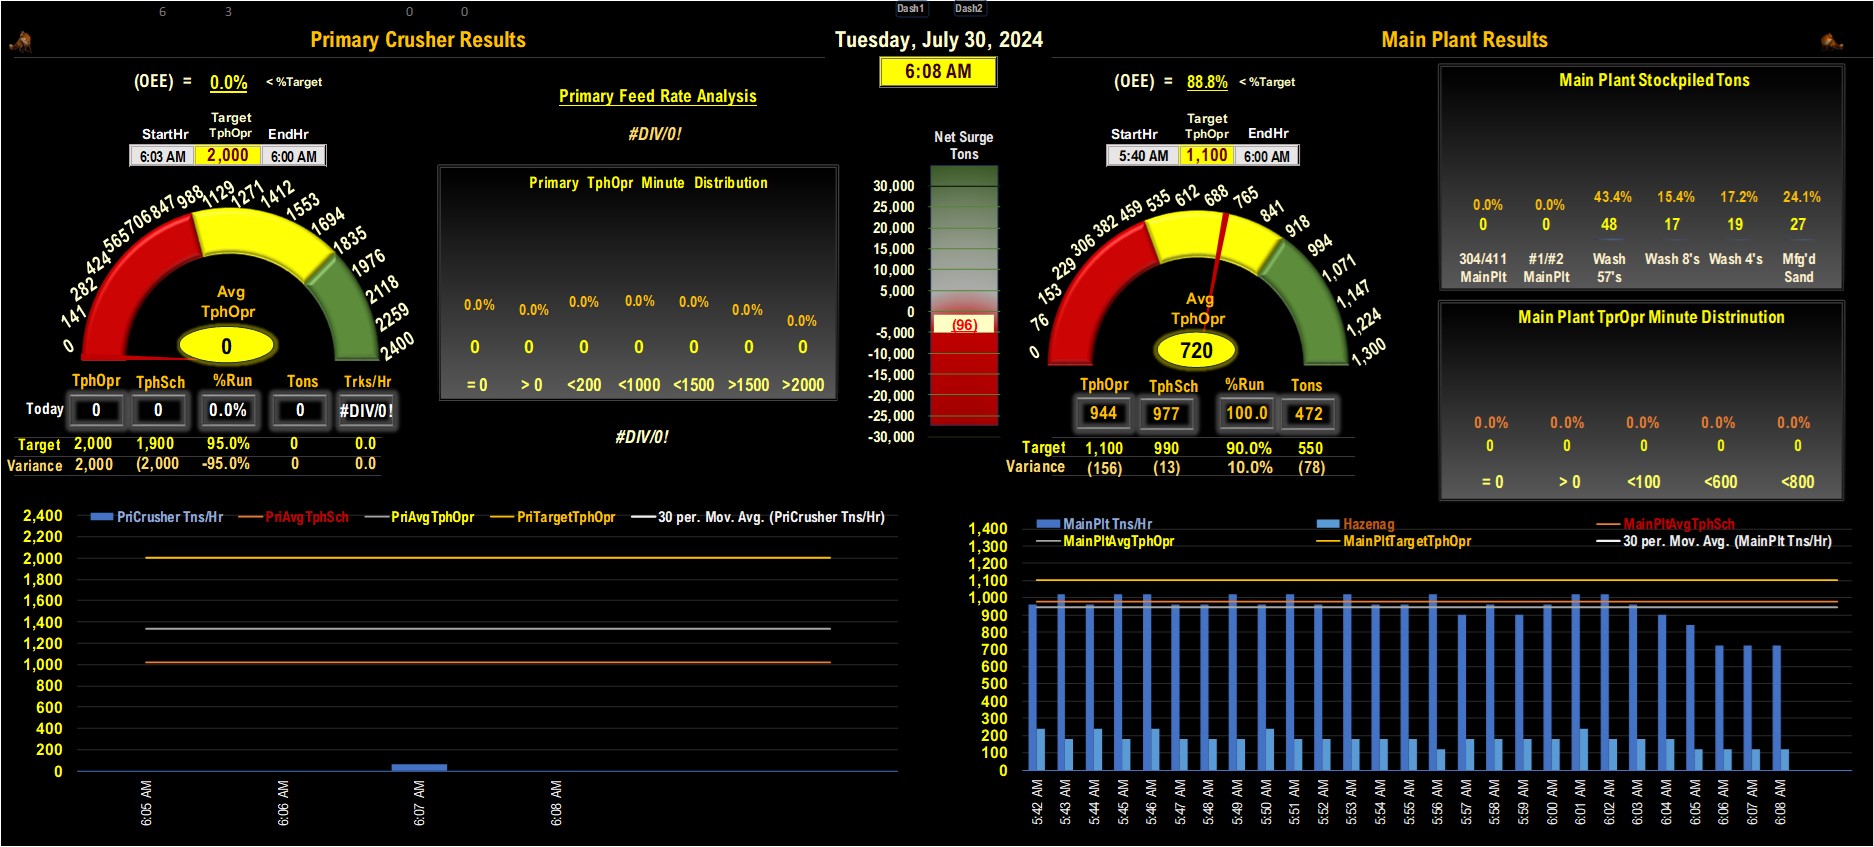 6 3 0 0 Dash1 Dash2
Primary Crusher Results
Tuesday, July 30, 2024
Main Plant Results
6:08 AM
(OEE) = 0.0% < %Target
Primary Feed Rate Analysis
#DIV/0!
Target
StartHr TphOpr EndHr
6:03 AM 2,000 6:00 AM
0 141 282 424 565 706 847 988 1129 1271 1412 1553 1694 1835 1976 2118 2259 2400
Avg
TphOpr
0
TphOpr TphSch %Run Tons Trks/Hr
Today 0 0 0.0% 0 #DIV/0!
Target 2,000 1,900 95.0% 0 0.0
Variance 2,000 (2,000 -95.0% 0 0.0
Primary TphOpr Minute Distribution
0.0% 0.0% 0.0% 0.0% 0.0% 0.0% 0.0%
0 0 0 0 0 0 0
= 0 > 0 <200 <1000 <1500 >1500 >2000
#DIV/0!
Net Surge
Tons
30,000
25,000
20,000
15,000
10,000
5,000
0
(96)
-5,000
-10,000
-15,000
-20,000
-25,000
-30,000
(OEE) = 88.8% < %Target
Target
StartHr TphOpr EndHr
5:40 AM 1,100 6:00 AM
0 76 153 229 306 382 459 535 612 688 765 841 918 994 1,071 1,147 1,224 1,300
Avg
TphOpr
720
TphOpr TphSch %Run Tons
944 977 100.0 472
Target 1,100 990 90.0% 550
Variance (156) (13) 10.0% (78)
Main Plant Stockpiled Tons
0.0% 0.0% 43.4% 15.4% 17.2% 24.1%
0 0 48 17 19 27
304/411 #1/#2 Wash Wash 8's Wash 4's Mfg'd
MainPlt MainPlt 57's Sand
Main Plant TprOpr Minute Distrinution
0.0% 0.0% 0.0% 0.0% 0.0%
0 0 0 0 0
= 0 > 0 <100 <600 <800
PriCrusher Tns/Hr PriAvgTphSch PriAvgTphOpr PriTargetTphOpr 30 per. Mov. Avg. (PriCrusher Tns/Hr)
2,400
2,200
2,000
1,800
1,600
1,400
1,200
1,000
800
600
400
200
0
6:05 AM 6:06 AM 6:07 AM 6:08 AM
MainPlt Tns/Hr Hazenag MainPltAvgTphSch
MainPltAvgTphOpr MainPltTargetTphOpr 30 per. Mov. Avg. (MainPlt Tns/Hr)
1,400
1,300
1,200
1,100
1,000
900
800
700
600
500
400
300
200
100
0
5:42 AM 5:43 AM 5:44 AM 5:45 AM 5:46 AM 5:47 AM 5:48 AM 5:49 AM 5:50 AM 5:51 AM 5:52 AM 5:53 AM 5:54 AM 5:55 AM 5:56 AM 5:57 AM 5:58 AM 5:59 AM 6:00 AM 6:01 AM 6:02 AM 6:03 AM 6:04 AM 6:05 AM 6:06 AM 6:07 AM 6:08 AM